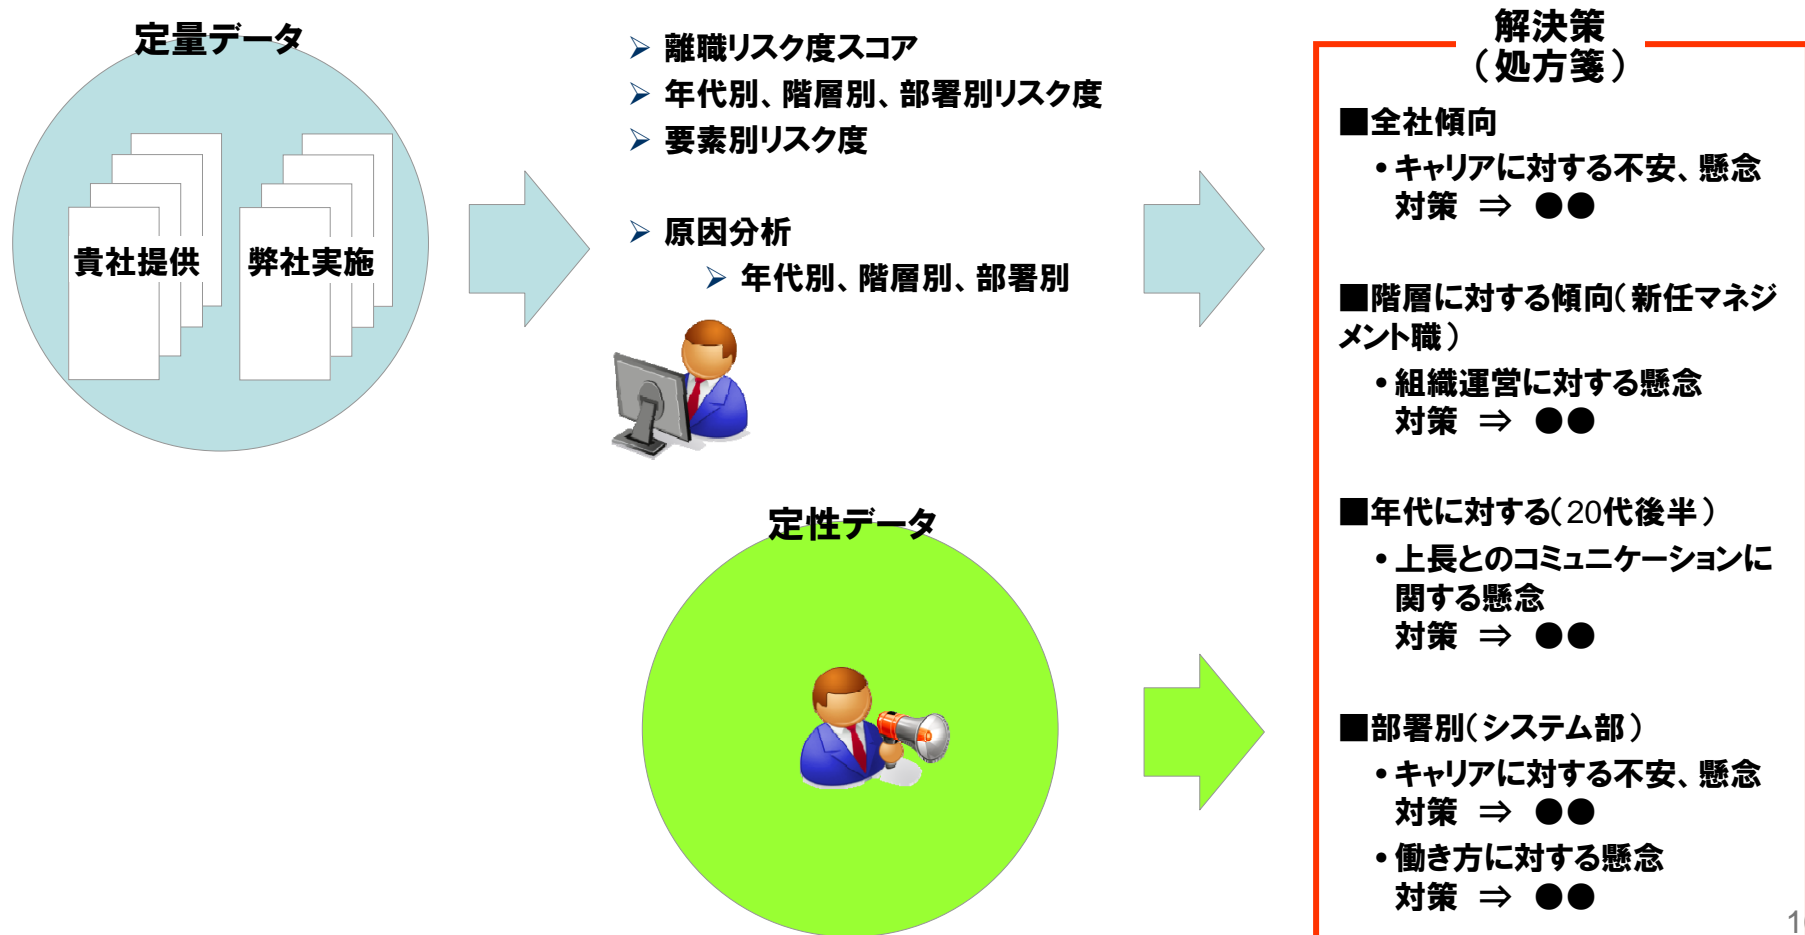 定量データ
貴社提供
弊社実施
➢ 離職リスク度スコア
➢ 年代別、階層別、部署別リスク度
➢ 要素別リスク度
➢ 原因分析
➢ 年代別、階層別、部署別
定性データ
解決策
（処方箋）
■全社傾向
•キャリアに対する不安、懸念
対策 ⇒ ●●
■階層に対する傾向（新任マネジ
メント職）
•組織運営に対する懸念
対策 ⇒ ●●
■年代に対する（20代後半）
•上長とのコミュニケーションに
関する懸念
対策 ⇒ ●●
■部署別（システム部）
•キャリアに対する不安、懸念
対策 ⇒ ●●
•働き方に対する懸念
対策 ⇒ ●●